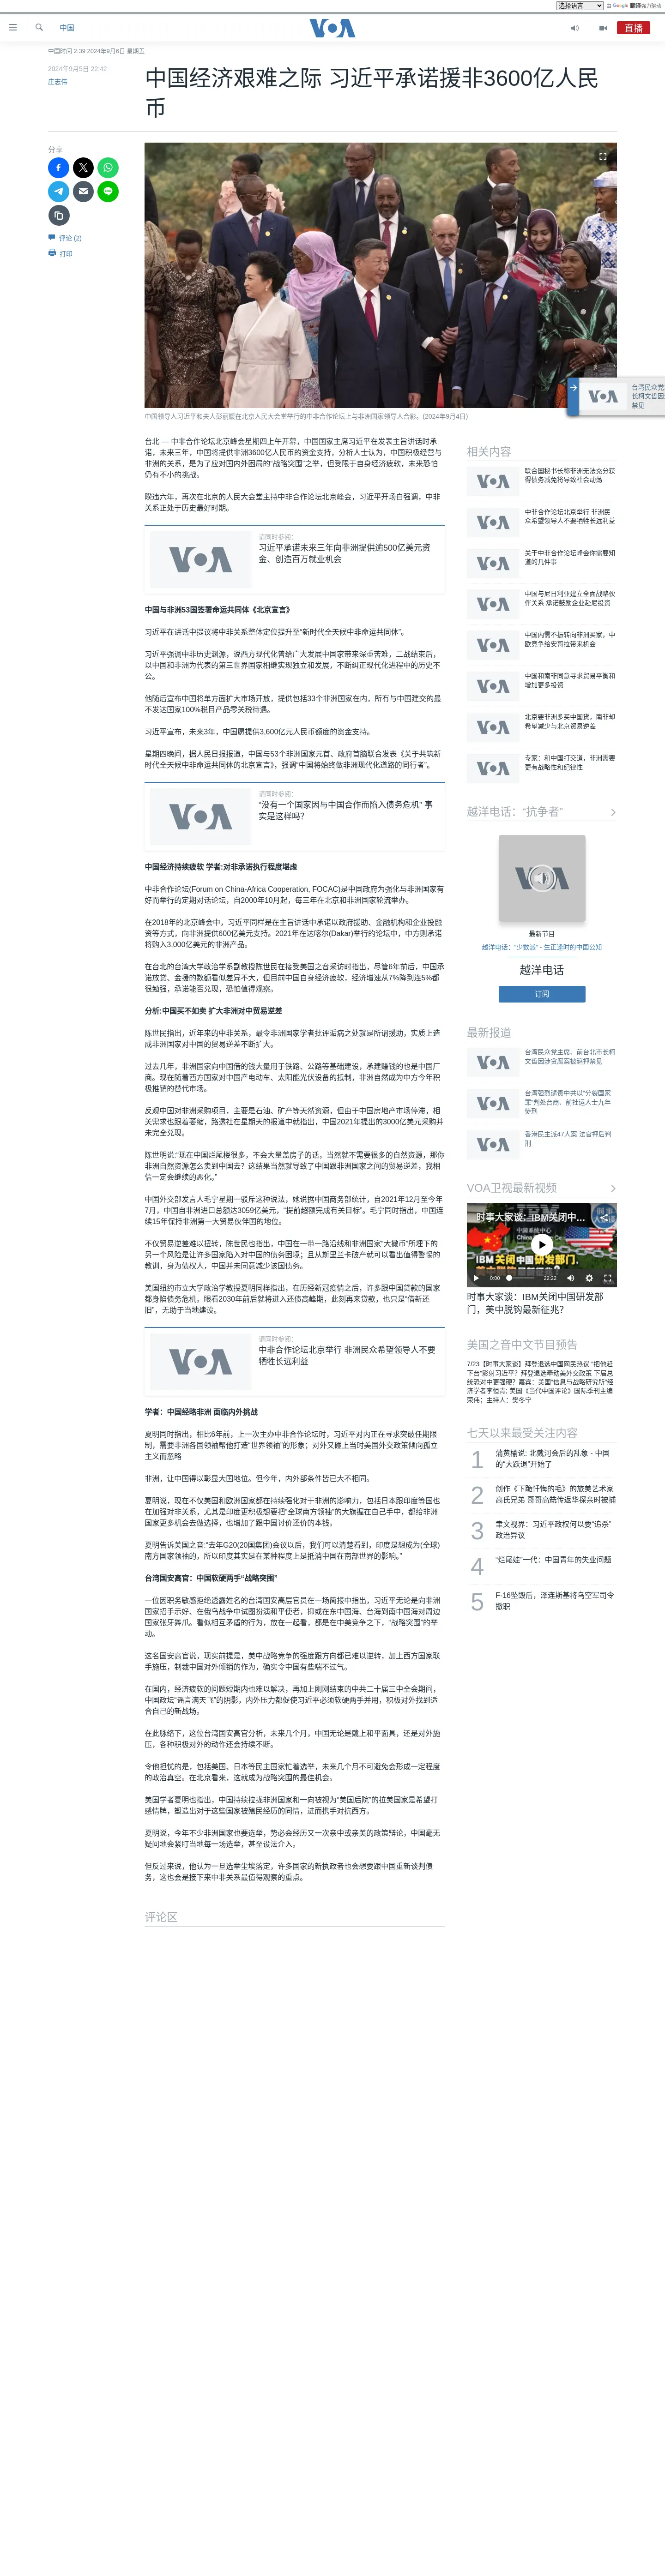 选择语言 由 Google 翻译强力驱动
中国
VOA
直播
中国时间 2:39 2024年9月6日 星期五
2024年9月5日 22:42
庄志伟
中国经济艰难之际 习近平承诺援非3600亿人民
币
分享
评论 (2)
打印
中国领导人习近平和夫人彭丽媛在北京人民大会堂举行的中非合作论坛上与非洲国家领导人合影。(2024年9月4日)
台湾民众党
长柯文哲因
禁见
台北 — 中非合作论坛北京峰会星期四上午开幕，中国国家主席习近平在发表主旨讲话时承
诺，未来三年，中国将提供非洲3600亿人民币的资金支持，分析人士认为，中国积极经营与
非洲的关系，是为了应对国内外困局的“战略突围”之举，但受限于自身经济疲软，未来恐怕
仍有不小的挑战。
睽违六年，再次在北京的人民大会堂主持中非合作论坛北京峰会，习近平开场白强调，中非
关系正处于历史最好时期。
请同时参阅：
习近平承诺未来三年向非洲提供逾500亿美元资
金、创造百万就业机会
中国与非洲53国签署命运共同体《北京宣言》
习近平在讲话中提议将中非关系整体定位提升至“新时代全天候中非命运共同体”。
习近平强调中非历史渊源，说西方现代化曾给广大发展中国家带来深重苦难，二战结束后，
以中国和非洲为代表的第三世界国家相继实现独立和发展，不断纠正现代化进程中的历史不
公。
他随后宣布中国将单方面扩大市场开放，提供包括33个非洲国家在内，所有与中国建交的最
不发达国家100%税目产品零关税待遇。
习近平宣布，未来3年，中国愿提供3,600亿元人民币额度的资金支持。
星期四晚间，据人民日报报道，中国与53个非洲国家元首、政府首脑联合发表《关于共筑新
时代全天候中非命运共同体的北京宣言》，强调“中国将始终做非洲现代化道路的同行者”。
请同时参阅：
“没有一个国家因与中国合作而陷入债务危机” 事
实是这样吗？
中国经济持续疲软 学者:对非承诺执行程度堪虑
中非合作论坛(Forum on China-Africa Cooperation, FOCAC)是中国政府为强化与非洲国家有
好而举行的定期对话论坛，自2000年10月起，每三年在北京和非洲国家轮流举办。
在2018年的北京峰会中，习近平同样是在主旨讲话中承诺以政府援助、金融机构和企业投融
资等方式，向非洲提供600亿美元支持。2021年在达喀尔(Dakar)举行的论坛中，中方则承诺
将购入3,000亿美元的非洲产品。
在台北的台湾大学政治学系副教授陈世民在接受美国之音采访时指出，尽管6年前后，中国承
诺放贷、金援的数额看似差异不大，但目前中国自身经济疲软，经济增速从7%降到连5%都
很勉强，承诺能否兑现，恐怕值得观察。
分析:中国买不如卖 扩大非洲对中贸易逆差
陈世民指出，近年来的中非关系，最令非洲国家学者批评诟病之处就是所谓援助，实质上造
成非洲国家对中国的贸易逆差不断扩大。
过去几年，非洲国家向中国借的钱大量用于铁路、公路等基础建设，承建赚钱的也是中国厂
商。现在随着西方国家对中国产电动车、太阳能光伏设备的抵制，非洲自然成为中方今年积
极推销的替代市场。
反观中国对非洲采购项目，主要是石油、矿产等天然资源，但由于中国房地产市场停滞，相
关需求也跟着萎缩，路透社在星期天的报道中就指出，中国2021年提出的3000亿美元采购并
未完全兑现。
陈世明说:“现在中国烂尾楼很多，不会大量盖房子的话，当然就不需要很多的自然资源，那你
非洲自然资源怎么卖到中国去？这结果当然就导致了中国跟非洲国家之间的贸易逆差，我相
信一定会继续的恶化。”
中国外交部发言人毛宁星期一驳斥这种说法，她说据中国商务部统计，自2021年12月至今年
7月，中国自非洲进口总额达3059亿美元，“提前超额完成有关目标”。毛宁同时指出，中国连
续15年保持非洲第一大贸易伙伴国的地位。
不仅贸易逆差难以扭转，陈世民也指出，中国在一带一路沿线和非洲国家“大撒币”所埋下的
另一个风险是让许多国家陷入对中国的债务困境；且从斯里兰卡破产就可以看出值得警惕的
教训，身为债权人，中国并未同意减少该国债务。
美国纽约市立大学政治学教授夏明同样指出，在历经新冠疫情之后，许多跟中国贷款的国家
都身陷债务危机。眼看2030年前后就将进入还债高峰期，此刻再来贷款，也只是“借新还
旧”，无助于当地建设。
请同时参阅：
中非合作论坛北京举行 非洲民众希望领导人不要
牺牲长远利益
学者：中国经略非洲 面临内外挑战
夏明同时指出，相比6年前，上一次主办中非合作论坛时，习近平对内正在寻求突破任期限
制，需要非洲各国领袖帮他打造“世界领袖”的形象；对外又碰上当时美国外交政策倾向孤立
主义而忽略
非洲，让中国得以彰显大国地位。但今年，内外部条件皆已大不相同。
夏明说，现在不仅美国和欧洲国家都在持续强化对于非洲的影响力，包括日本跟印度等国也
在加强对非关系，尤其是印度更积极想要把“全球南方领袖”的大旗握在自己手中，都给非洲
国家更多机会去做选择，也增加了跟中国讨价还价的本钱。
夏明告诉美国之音:“去年G20(20国集团)会议以后，我们可以清楚看到，印度是想成为(全球)
南方国家领袖的，所以印度其实是在某种程度上是抵消中国在南部世界的影响。”
台湾国安高官：中国软硬两手“战略突围”
一位因职务敏感拒绝透露姓名的台湾国安高层官员在一场简报中指出，习近平无论是向非洲
国家招手示好、在俄乌战争中试图扮演和平使者，抑或在东中国海、台海到南中国海对周边
国家张牙舞爪。看似相互矛盾的行为，放在一起看，都是在中美竞争之下，“战略突围”的举
动。
这名国安高官说，现实前提是，美中战略竞争的强度跟方向都已难以逆转，加上西方国家联
手施压，制裁中国对外倾销的作为，确实令中国有些喘不过气。
在国内，经济疲软的问题短期内也难以解决，再加上刚刚结束的中共二十届三中全会期间，
中国政坛“谣言满天飞”的阴影，内外压力都促使习近平必须软硬两手并用，积极对外找到适
合自己的新战场。
在此脉络下，这位台湾国安高官分析，未来几个月，中国无论是戴上和平面具，还是对外施
压，各种积极对外的动作还会持续不断。
令他担忧的是，包括美国、日本等民主国家忙着选举，未来几个月不可避免会形成一定程度
的政治真空。在北京看来，这就成为战略突围的最佳机会。
美国学者夏明也指出，中国持续拉拢非洲国家和一向被视为“美国后院”的拉美国家是希望打
感情牌，塑造出对于这些国家被殖民经历的同情，进而携手对抗西方。
夏明说，今年不少非洲国家也要选举，势必会经历又一次亲中或亲美的政策辩论，中国毫无
疑问地会紧盯当地每一场选举，甚至设法介入。
但反过来说，他认为一旦选举尘埃落定，许多国家的新执政者也会想要跟中国重新谈判债
务，这也会是接下来中非关系最值得观察的重点。
评论区
相关内容
联合国秘书长称非洲无法充分获
得债务减免将导致社会动荡
中非合作论坛北京举行 非洲民
众希望领导人不要牺牲长远利益
关于中非合作论坛峰会你需要知
道的几件事
中国与尼日利亚建立全面战略伙
伴关系 承诺鼓励企业赴尼投资
中国内需不振转向非洲买家，中
欧竞争给安哥拉带来机会
中国和南非同意寻求贸易平衡和
增加更多投资
北京要非洲多买中国货，南非却
希望减少与北京贸易逆差
专家：和中国打交道，非洲需要
更有战略性和纪律性
越洋电话：“抗争者”
最新节目
越洋电话：“少数派” - 生正逢时的中国公知
越洋电话
订阅
最新报道
台湾民众党主席、前台北市长柯
文哲因涉贪腐案被羁押禁见
台湾强烈谴责中共以“分裂国家
罪”判处台商、前社运人士九年
徒刑
香港民主派47人案 法官押后判
刑
VOA卫视最新视频
时事大家谈：IBM关闭中...
IBM关闭中国研发部门，
0:00 22:22
时事大家谈：IBM关闭中国研发部
门，美中脱钩最新征兆?
美国之音中文节目预告
7/23【时事大家谈】拜登退选中国网民热议 “把他赶
下台”影射习近平？拜登退选牵动美外交政策 下届总
统恐对中更强硬？嘉宾：美国“信息与战略研究所”经
济学者李恒青; 美国《当代中国评论》国际季刊主编
荣伟；主持人：樊冬宁
七天以来最受关注内容
1 蒲黄榆说: 北戴河会后的乱象 - 中国
的“大跃退”开始了
2 创作《下跪忏悔的毛》的旅美艺术家
高氏兄弟 哥哥高兟传返华探亲时被捕
3 聿文视界：习近平政权何以要“追杀”
政治异议
4 “烂尾娃”一代：中国青年的失业问题
5 F-16坠毁后，泽连斯基将乌空军司令
撤职